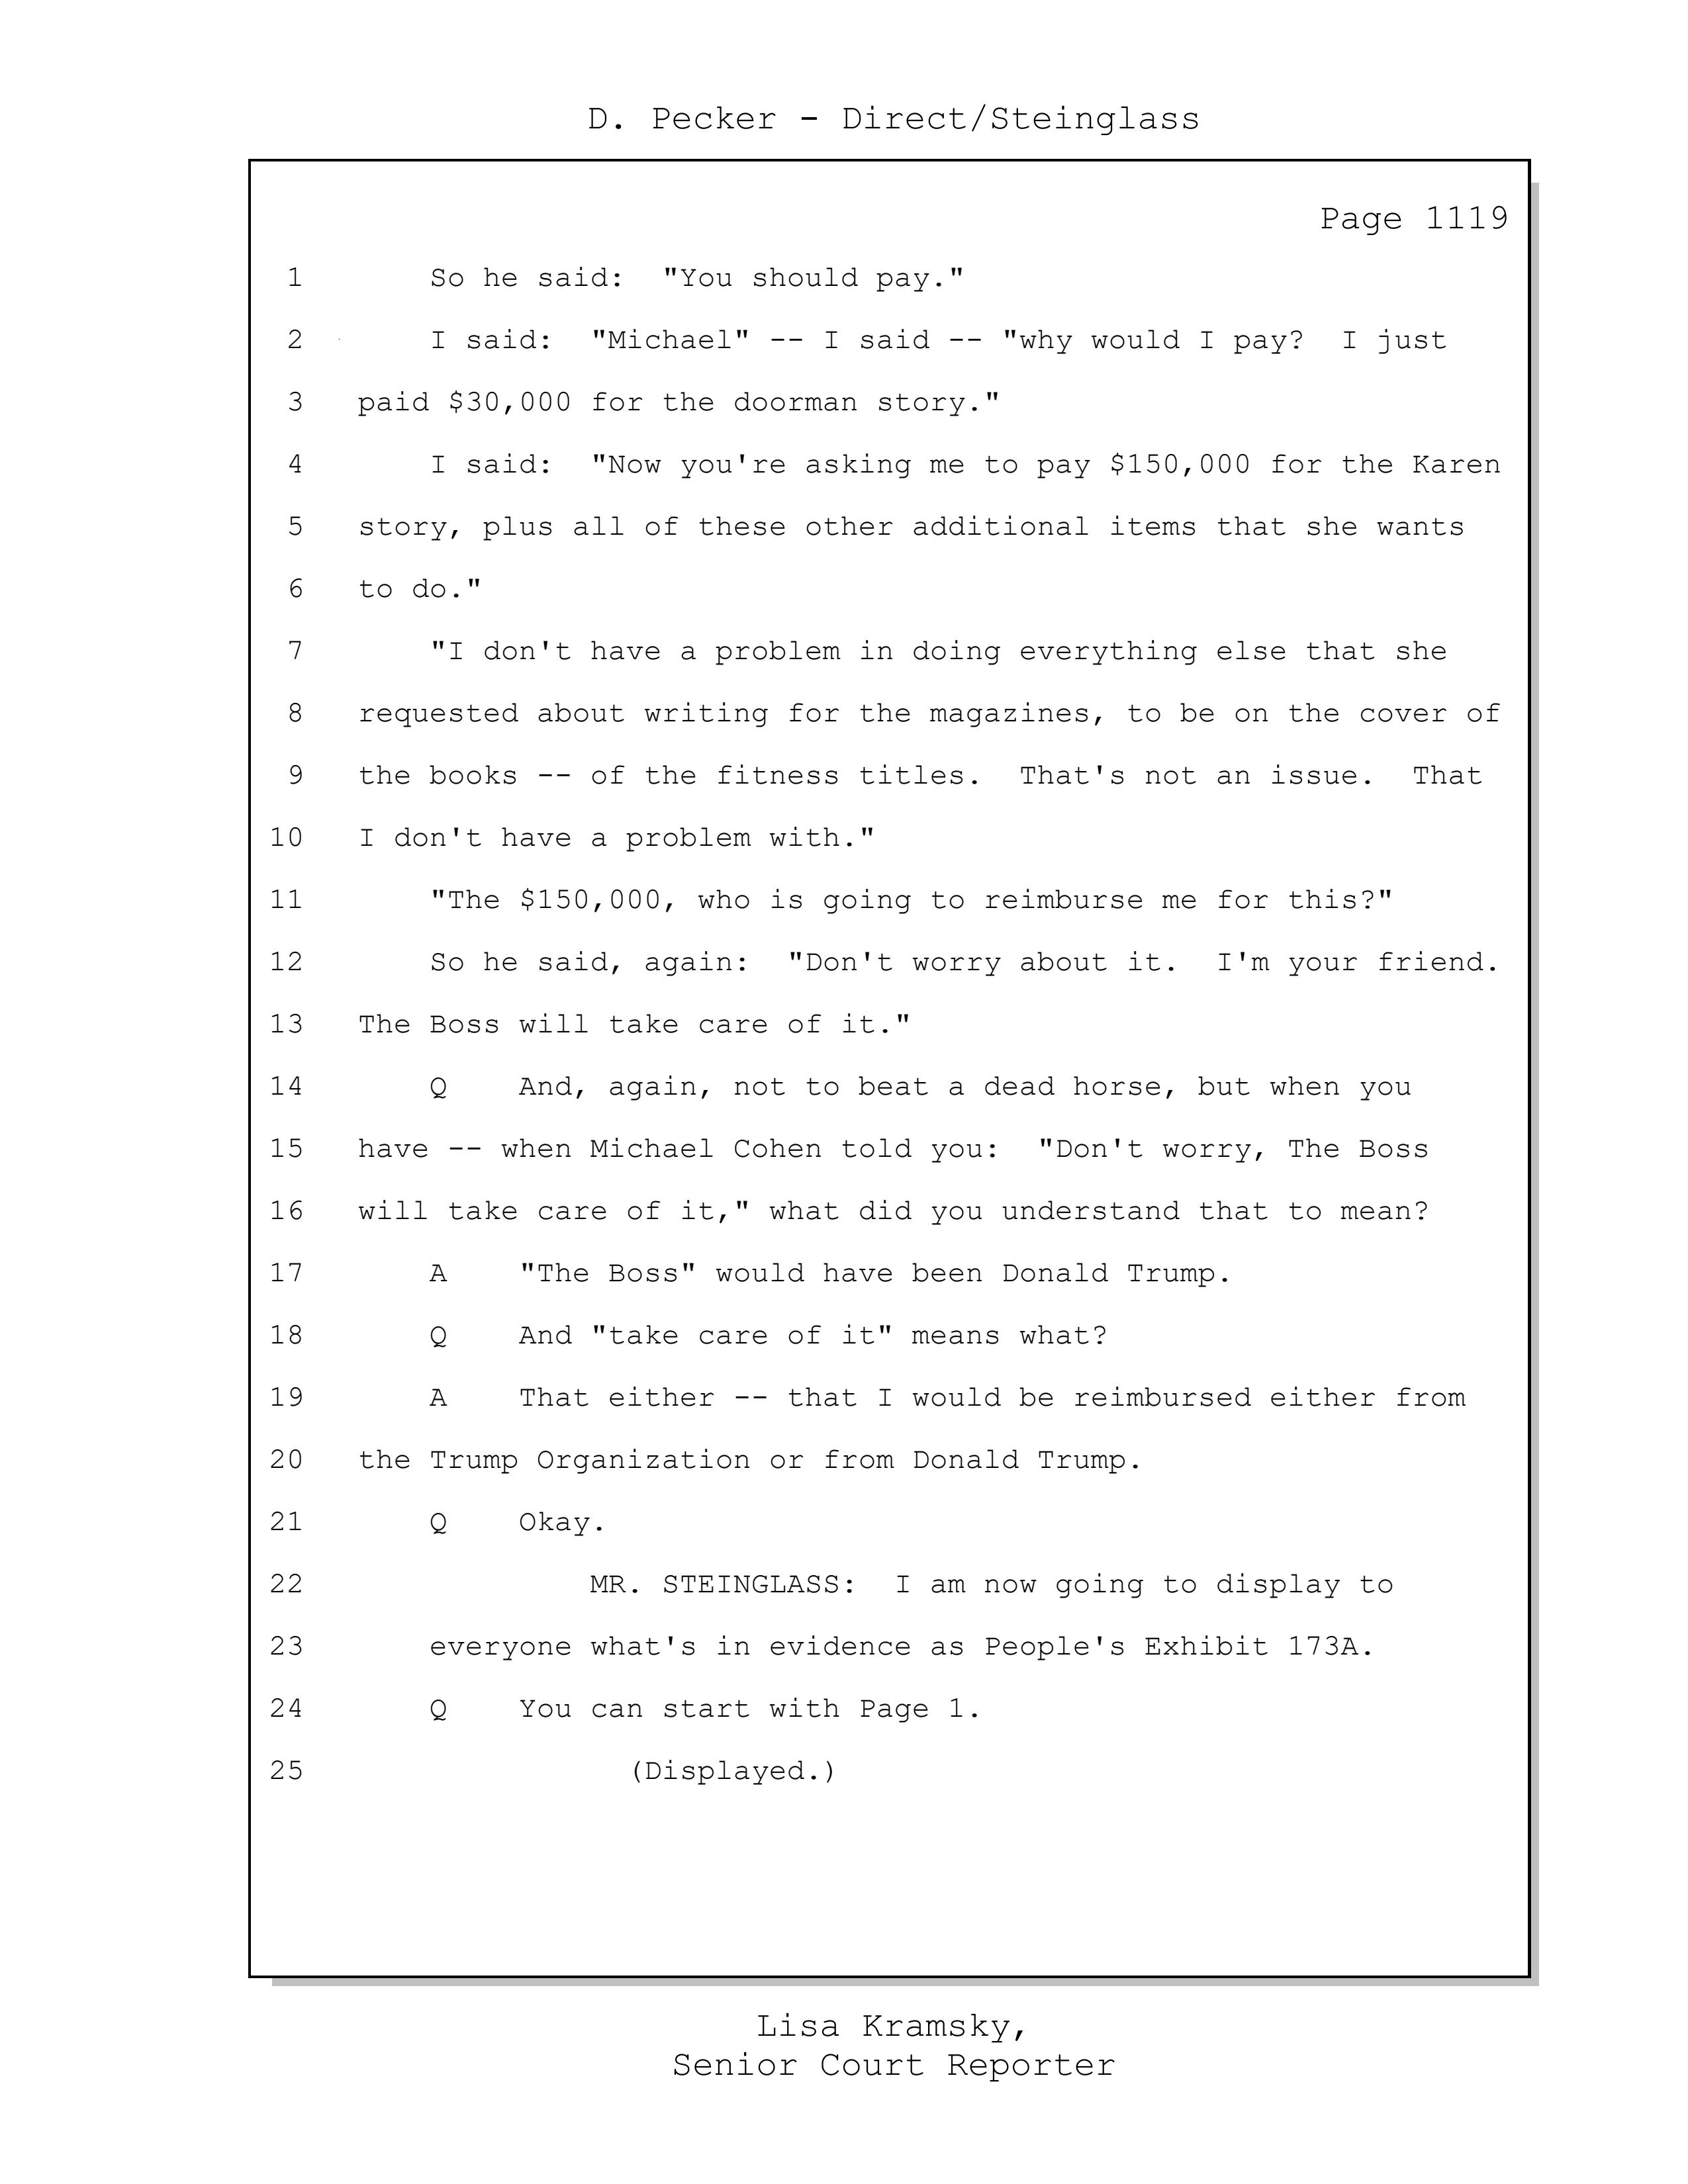 D. Pecker - Direct/Steinglass
Page 1119
1 So he said: "You should pay."
2 I said: "Michael" -- I said -- "why would I pay? I just
3 paid $30,000 for the doorman story."
4 I said: "Now you're asking me to pay $150,000 for the Karen
5 story, plus all of these other additional items that she wants
6 to do."
7 "I don't have a problem in doing everything else that she
8 requested about writing for the magazines, to be on the cover of
9 the books -- of the fitness titles. That's not an issue. That
10 I don't have a problem with."
11 "The $150,000, who is going to reimburse me for this?"
12 So he said, again: "Don't worry about it. I'm your friend.
13 The Boss will take care of it."
14 Q And, again, not to beat a dead horse, but when you
15 have -- when Michael Cohen told you: "Don't worry, The Boss
16 will take care of it," what did you understand that to mean?
17 A "The Boss" would have been Donald Trump.
18 Q And "take care of it" means what?
19 A That either -- that I would be reimbursed either from
20 the Trump Organization or from Donald Trump.
21 Q Okay.
22 MR. STEINGLASS: I am now going to display to
23 everyone what's in evidence as People's Exhibit 173A.
24 Q You can start with Page 1.
25 (Displayed.)
Lisa Kramsky,
Senior Court Reporter